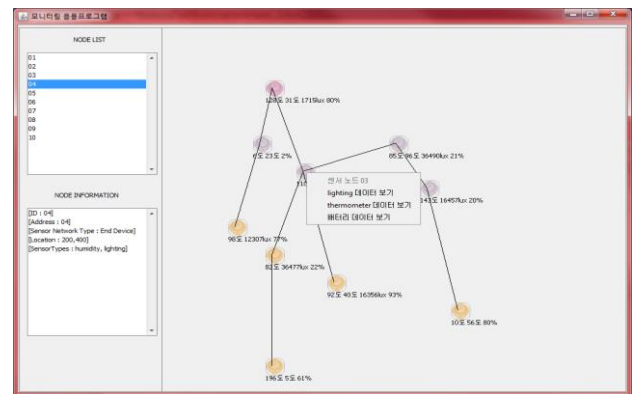 모니터링 응용프로그램
NODE LIST
01
02
03
04
05
06
07
08
09
10
NODE INFORMATION
[ID : 04]
[Address : 04]
[Sensor Network Type : End Device]
[Location : 200,400]
[SensorTypes : humidity, lighting]
128도 31도 1715lux 80%
6도 23도 2%
85도 96도 36490lux 21%
센서 노드 03
lighting 데이터 보기
thermometer 데이터 보기
배터리 데이터 보기
143도 16457lux 20%
98도 12307lux 77%
82도 36477lux 22%
92도 40도 16356lux 93%
10도 56도 80%
196도 5도 61%